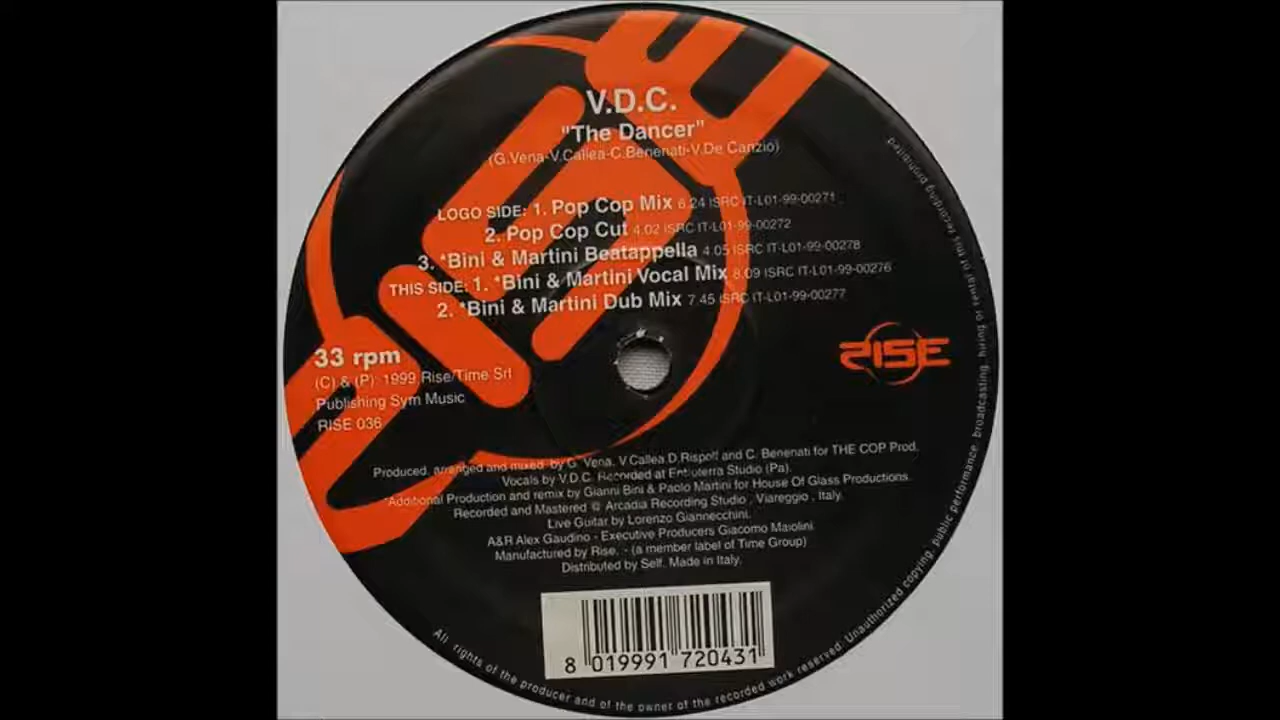 V.D.C.
"The Dancer"
(G.Vena-V.Callea-C.Benenati-V.De Canzio)
LOGO SIDE: 1. Pop Cop Mix 6.24 ISRC IT-L01-99-00271
2. Pop Cop Cut 4.02 ISRC IT-L01-99-00272
3. *Bini & Martini Beatappella 4.05 ISRC IT-L01-99-00278
THIS SIDE: 1. *Bini & Martini Vocal Mix 8.09 ISRC IT-L01-99-00276
2. *Bini & Martini Dub Mix 7.45 ISRC IT-L01-99-00277
33 rpm
(C) & (P) 1999 Rise/Time Srl
Publishing Sym Music
RISE 036
RISE
Produced, arranged and mixed by G. Vena, V.Callea D.Rispoli and C. Benenati for THE COP Prod.
Vocals by V.D.C. Recorded at Studio (Pa).
*Additional Production and remix by Gianni Bini & Paolo Martini for House Of Glass Productions.
Recorded and Mastered @ Arcadia Recording Studio, Viareggio, Italy.
Live Guitar by Lorenzo Giannecchini.
A&R Alex Gaudino - Executive Producers Giacomo Maiolini
Manufactured by Rise. - (a member label of Time Group)
Distributed by Self. Made in Italy.
8 019991 720431
All rights of the producer and of the owner of the recorded work reserved. Unauthorized copying, public performance, broadcasting, hiring or rental of this recording prohibited